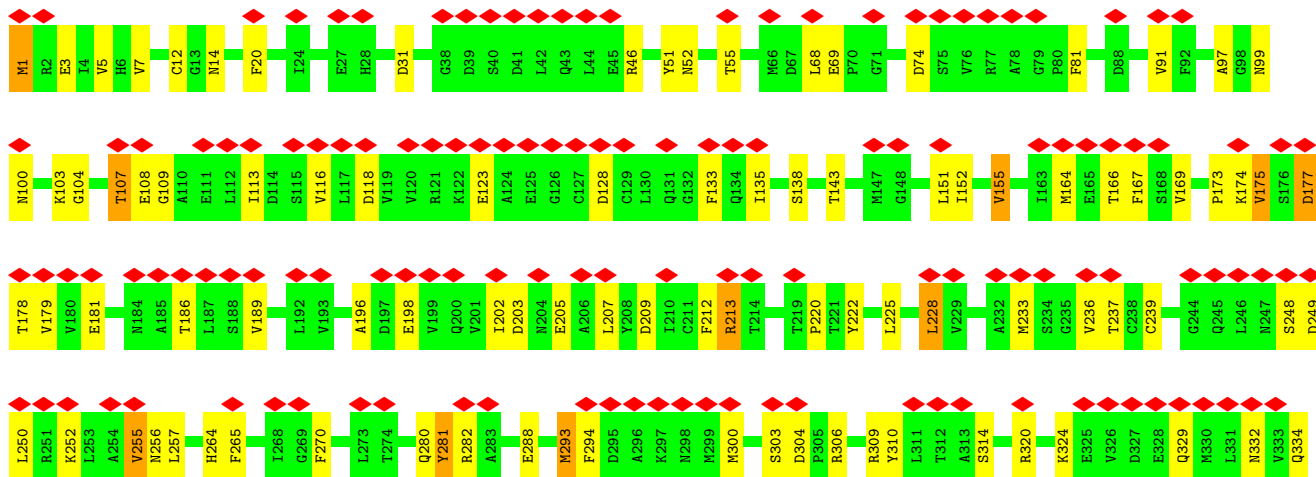 M1 R2 E3 I4 V5 H6 V7 C12 G13 N14 F20 I24 E27 H28 D31 G38 D39 S40 D41 L42 Q43 L44 E45 R46 Y51 N52 T55 M66 D67 L68 E69 P70 G71 D74 S75 V76 R77 A78 G79 P80 F81 D88 V91 F92 A97 G98 N99
N100 K103 G104 T107 E108 G109 A110 E111 L112 I113 D114 S115 V116 L117 D118 V119 V120 R121 K122 E123 A124 E125 G126 C127 D128 C129 L130 Q131 G132 F133 Q134 I135 S138 T143 M147 G148 L151 I152 V155 I163 M164 E165 T166 F167 S168 V169 P173 K174 V175 S176 D177
T178 V179 V180 E181 N184 A185 T186 L187 S188 V189 L192 V193 A196 D197 E198 V199 Q200 V201 I202 D203 N204 E205 A206 L207 Y208 D209 I210 C211 F212 R213 T214 T219 P220 T221 Y222 L225 L228 V229 A232 M233 S234 G235 V236 T237 C238 C239 G244 Q245 L246 N247 S248 D249
L250 R251 K252 L253 A254 V255 N256 L257 H264 F265 I268 G269 F270 L273 T274 Q280 Y281 R282 A283 E288 M293 F294 D295 A296 K297 N298 M299 M300 S303 D304 P305 R306 R309 Y310 L311 T312 A313 S314 R320 K324 E325 V326 D327 E328 Q329 M330 L331 N332 V333 Q334